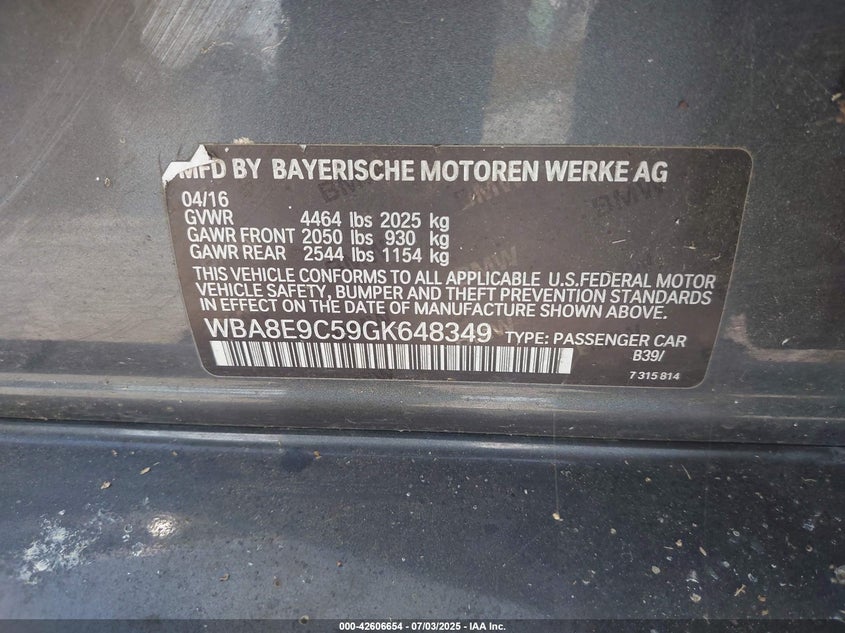 MFD BY BAYERISCHE MOTOREN WERKE AG
04/16
GVWR 4464 lbs 2025 kg
GAWR FRONT 2050 lbs 930 kg
GAWR REAR 2544 lbs 1154 kg
THIS VEHICLE CONFORMS TO ALL APPLICABLE U.S.FEDERAL MOTOR
VEHICLE SAFETY, BUMPER AND THEFT PREVENTION STANDARDS
IN EFFECT ON THE DATE OF MANUFACTURE SHOWN ABOVE.
WBA8E9C59GK648349 TYPE: PASSENGER CAR
B39/
7 315 814
000-42606654 - 07/03/2025 - IAA Inc.